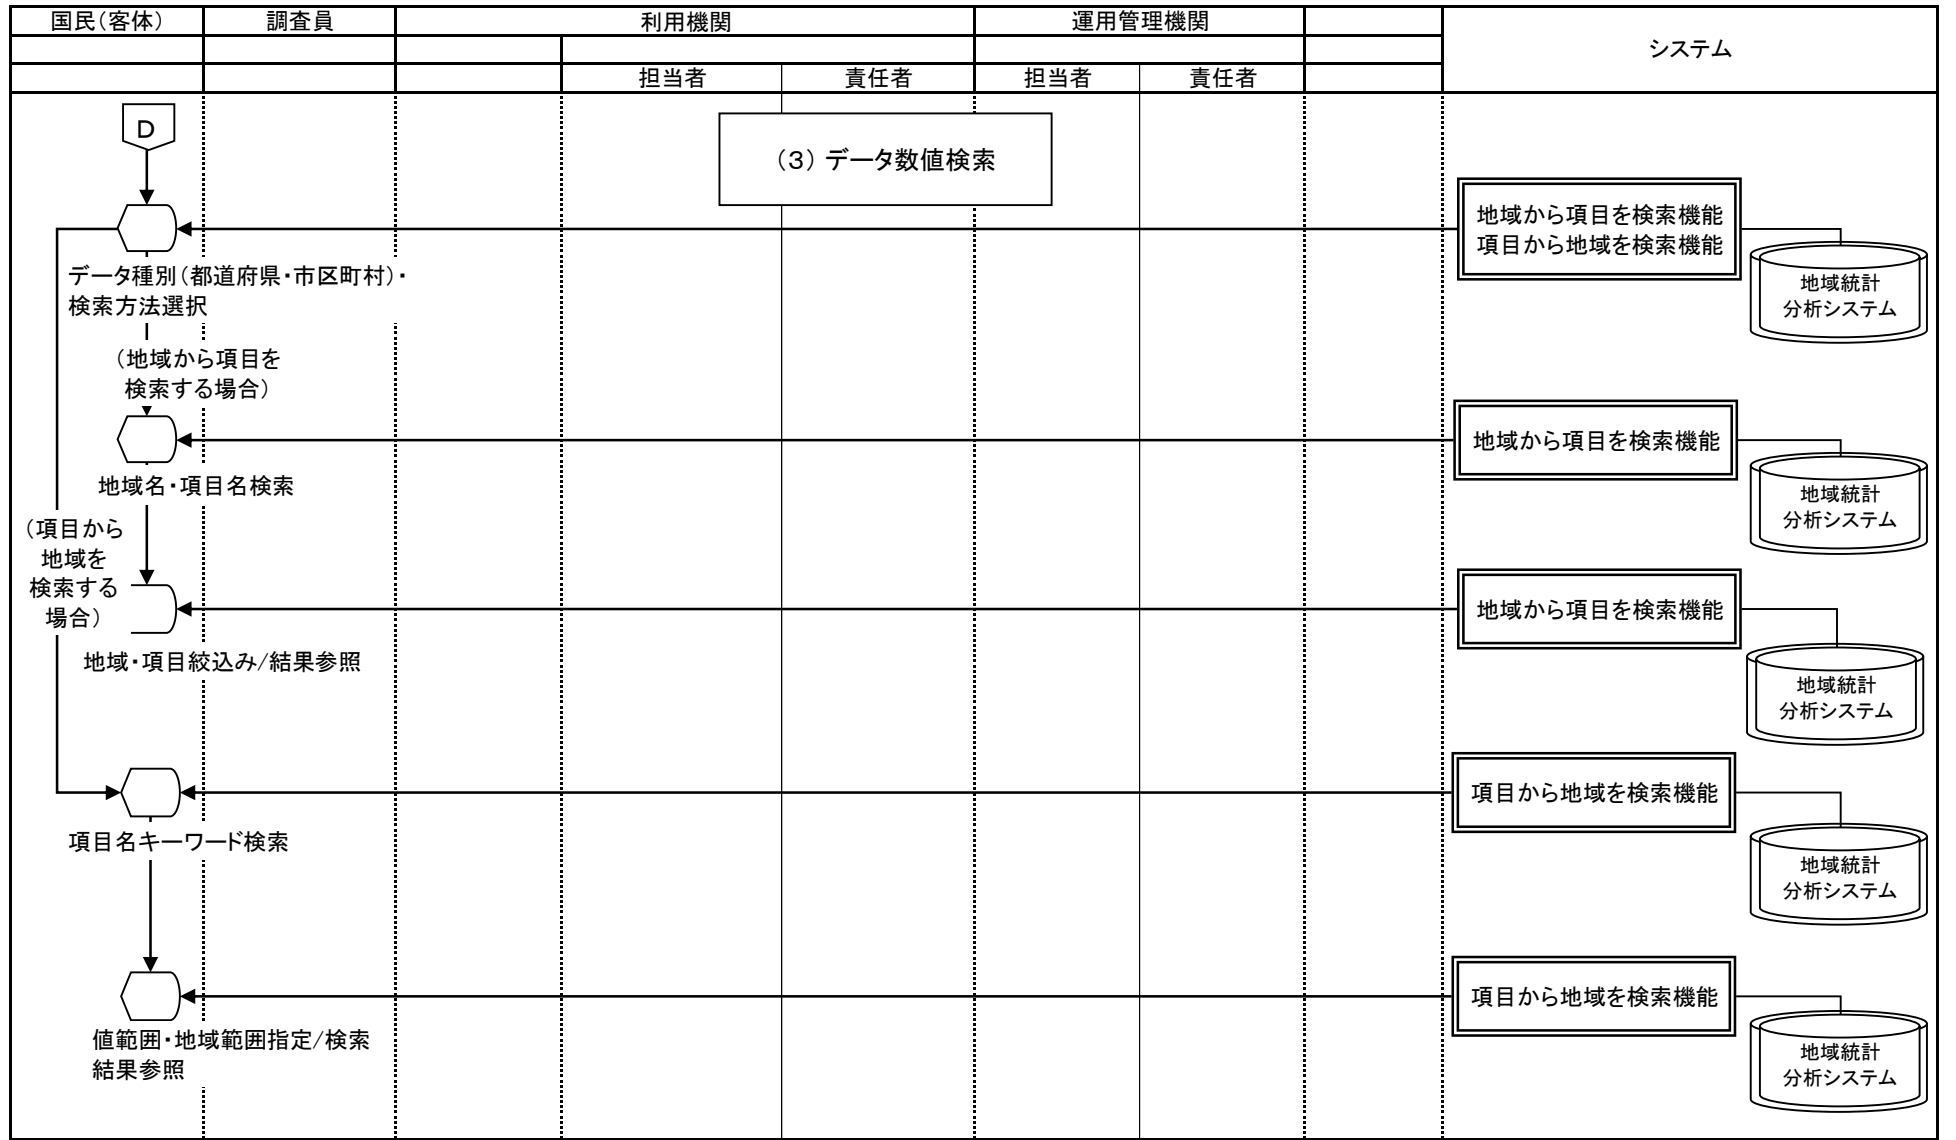 国民（客体）
調査員
利用機関
運用管理機関
システム
担当者
責任者
担当者
責任者
D
（３） データ数値検索
地域から項目を検索機能
項目から地域を検索機能
地域統計
分析システム
データ種別（都道府県・市区町村）・
検索方法選択
（地域から項目を
検索する場合）
地域から項目を検索機能
地域統計
分析システム
地域名・項目名検索
（項目から
地域を
検索する
場合）
地域から項目を検索機能
地域統計
分析システム
地域・項目絞込み/結果参照
項目から地域を検索機能
地域統計
分析システム
項目名キーワード検索
項目から地域を検索機能
地域統計
分析システム
値範囲・地域範囲指定/検索
結果参照